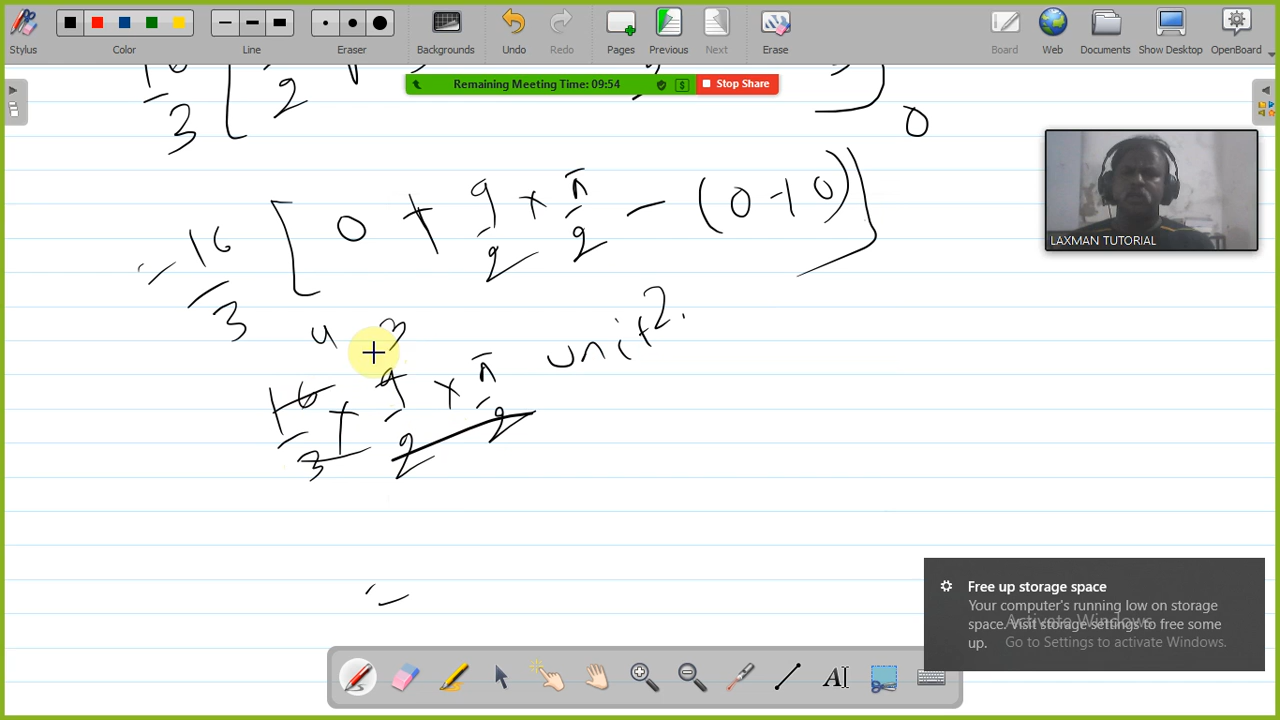 Stylus Color Line Eraser Backgrounds Undo Redo Pages Previous Next Erase Board Web Documents Show Desktop OpenBoard
Remaining Meeting Time: 09:54 $ Stop Share
3 [ 2 0
= 16/3 [ 0 + 9/2 × π/2 - (0+0) ]
LAXMAN TUTORIAL
4 3
16/3 + 9/2 × π/2 unit².
=
Free up storage space
Your computer's running low on storage
space. Visit storage settings to free some
up.
Activate Windows
Go to Settings to activate Windows.
AI